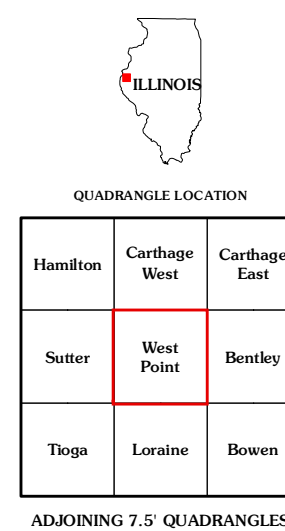 ILLINOIS
QUADRANGLE LOCATION
Hamilton
Carthage
West
Carthage
East
Sutter
West
Point
Bentley
Tioga
Loraine
Bowen
ADJOINING 7.5' QUADRANGLES